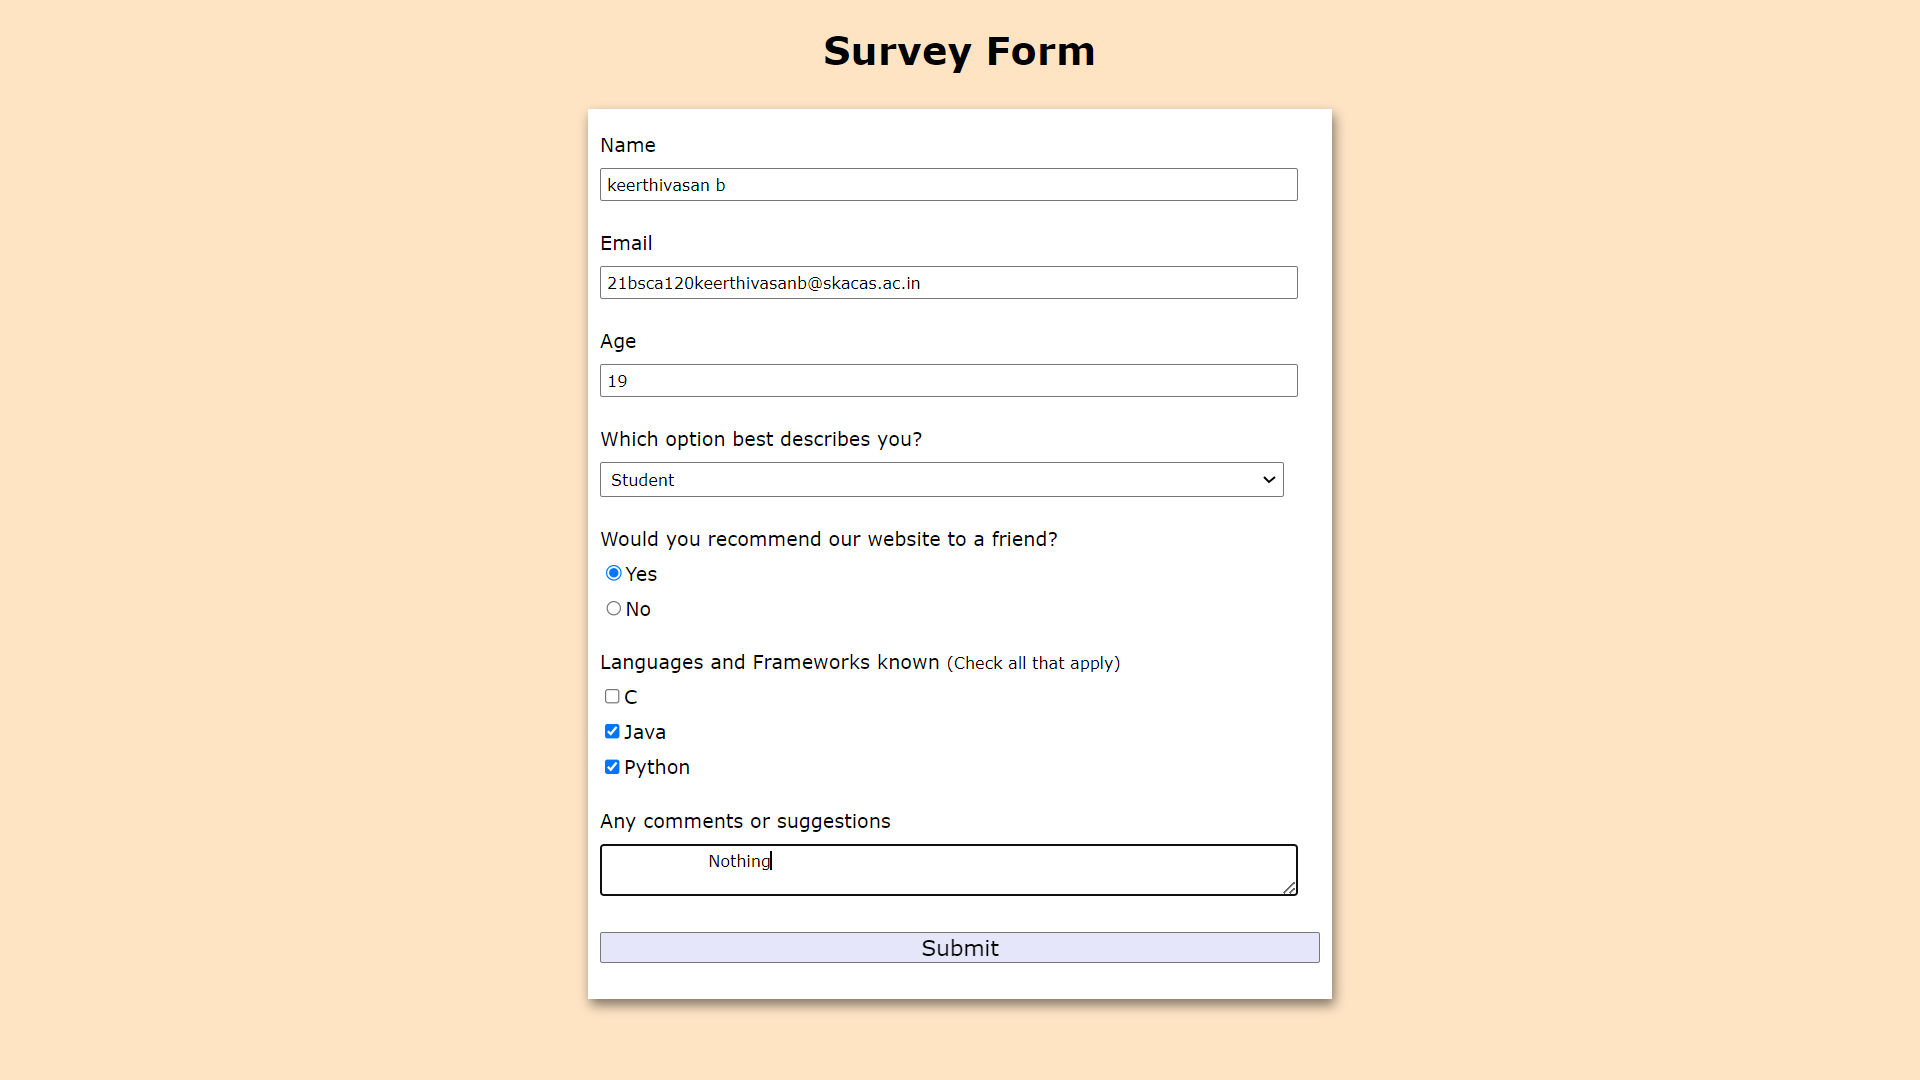 Survey Form
Name
keerthivasan b
Email
21bsca120keerthivasanb@skacas.ac.in
Age
19
Which option best describes you?
Student
Would you recommend our website to a friend?
Yes
No
Languages and Frameworks known (Check all that apply)
C
Java
Python
Any comments or suggestions
Nothing
Submit